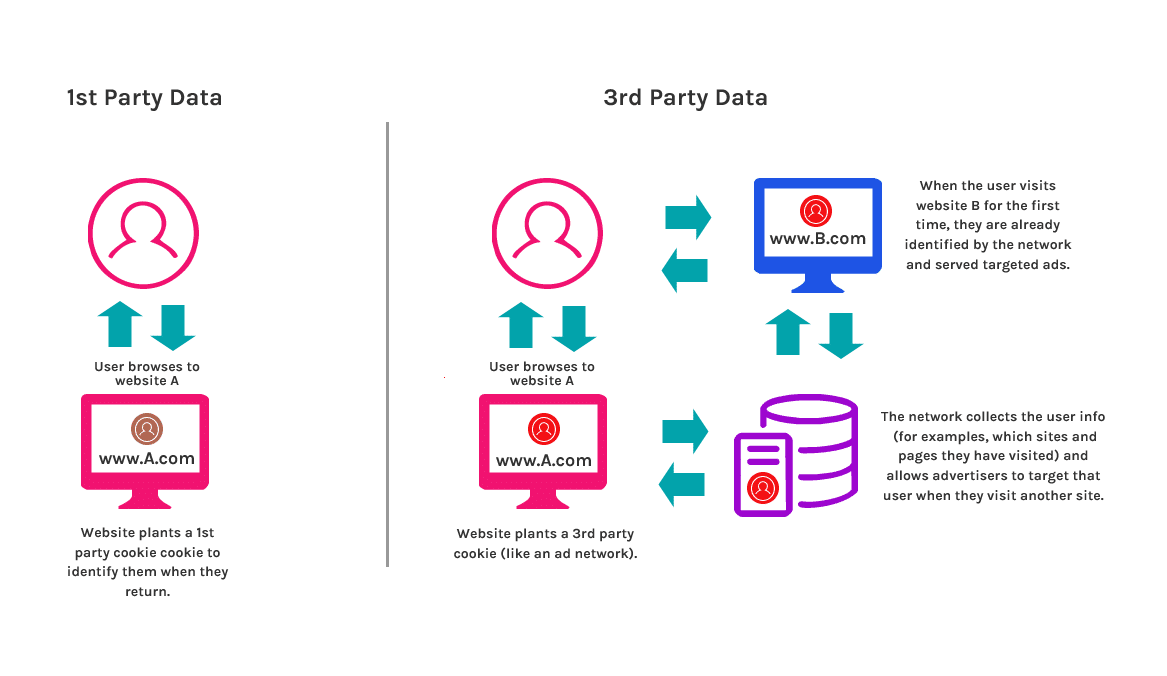 1st Party Data
User browses to
website A
www.A.com
Website plants a 1st
party cookie cookie to
identify them when they
return.
3rd Party Data
User browses to
website A
www.A.com
Website plants a 3rd party
cookie (like an ad network).
www.B.com
When the user visits
website B for the first
time, they are already
identified by the network
and served targeted ads.
The network collects the user info
(for examples, which sites and
pages they have visited) and
allows advertisers to target that
user when they visit another site.